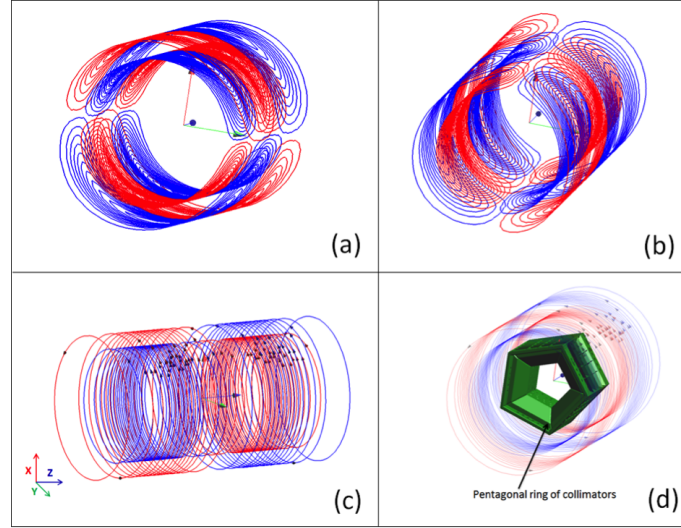 (a)
(b)
X
Z
Y
(c)
Pentagonal ring of collimators
(d)